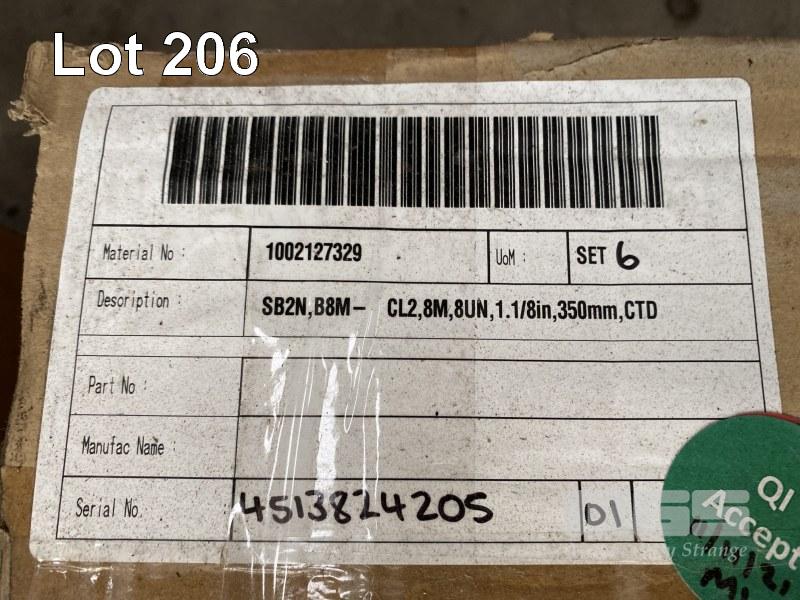 Lot 206
Material No : 1002127329 UoM : SET 6
Description : SB2N,B8M- CL2,8M,8UN,1.1/8in,350mm,CTD
Part No :
Manufac Name :
Serial No. 4513824205 01
QI
Accept
Strange